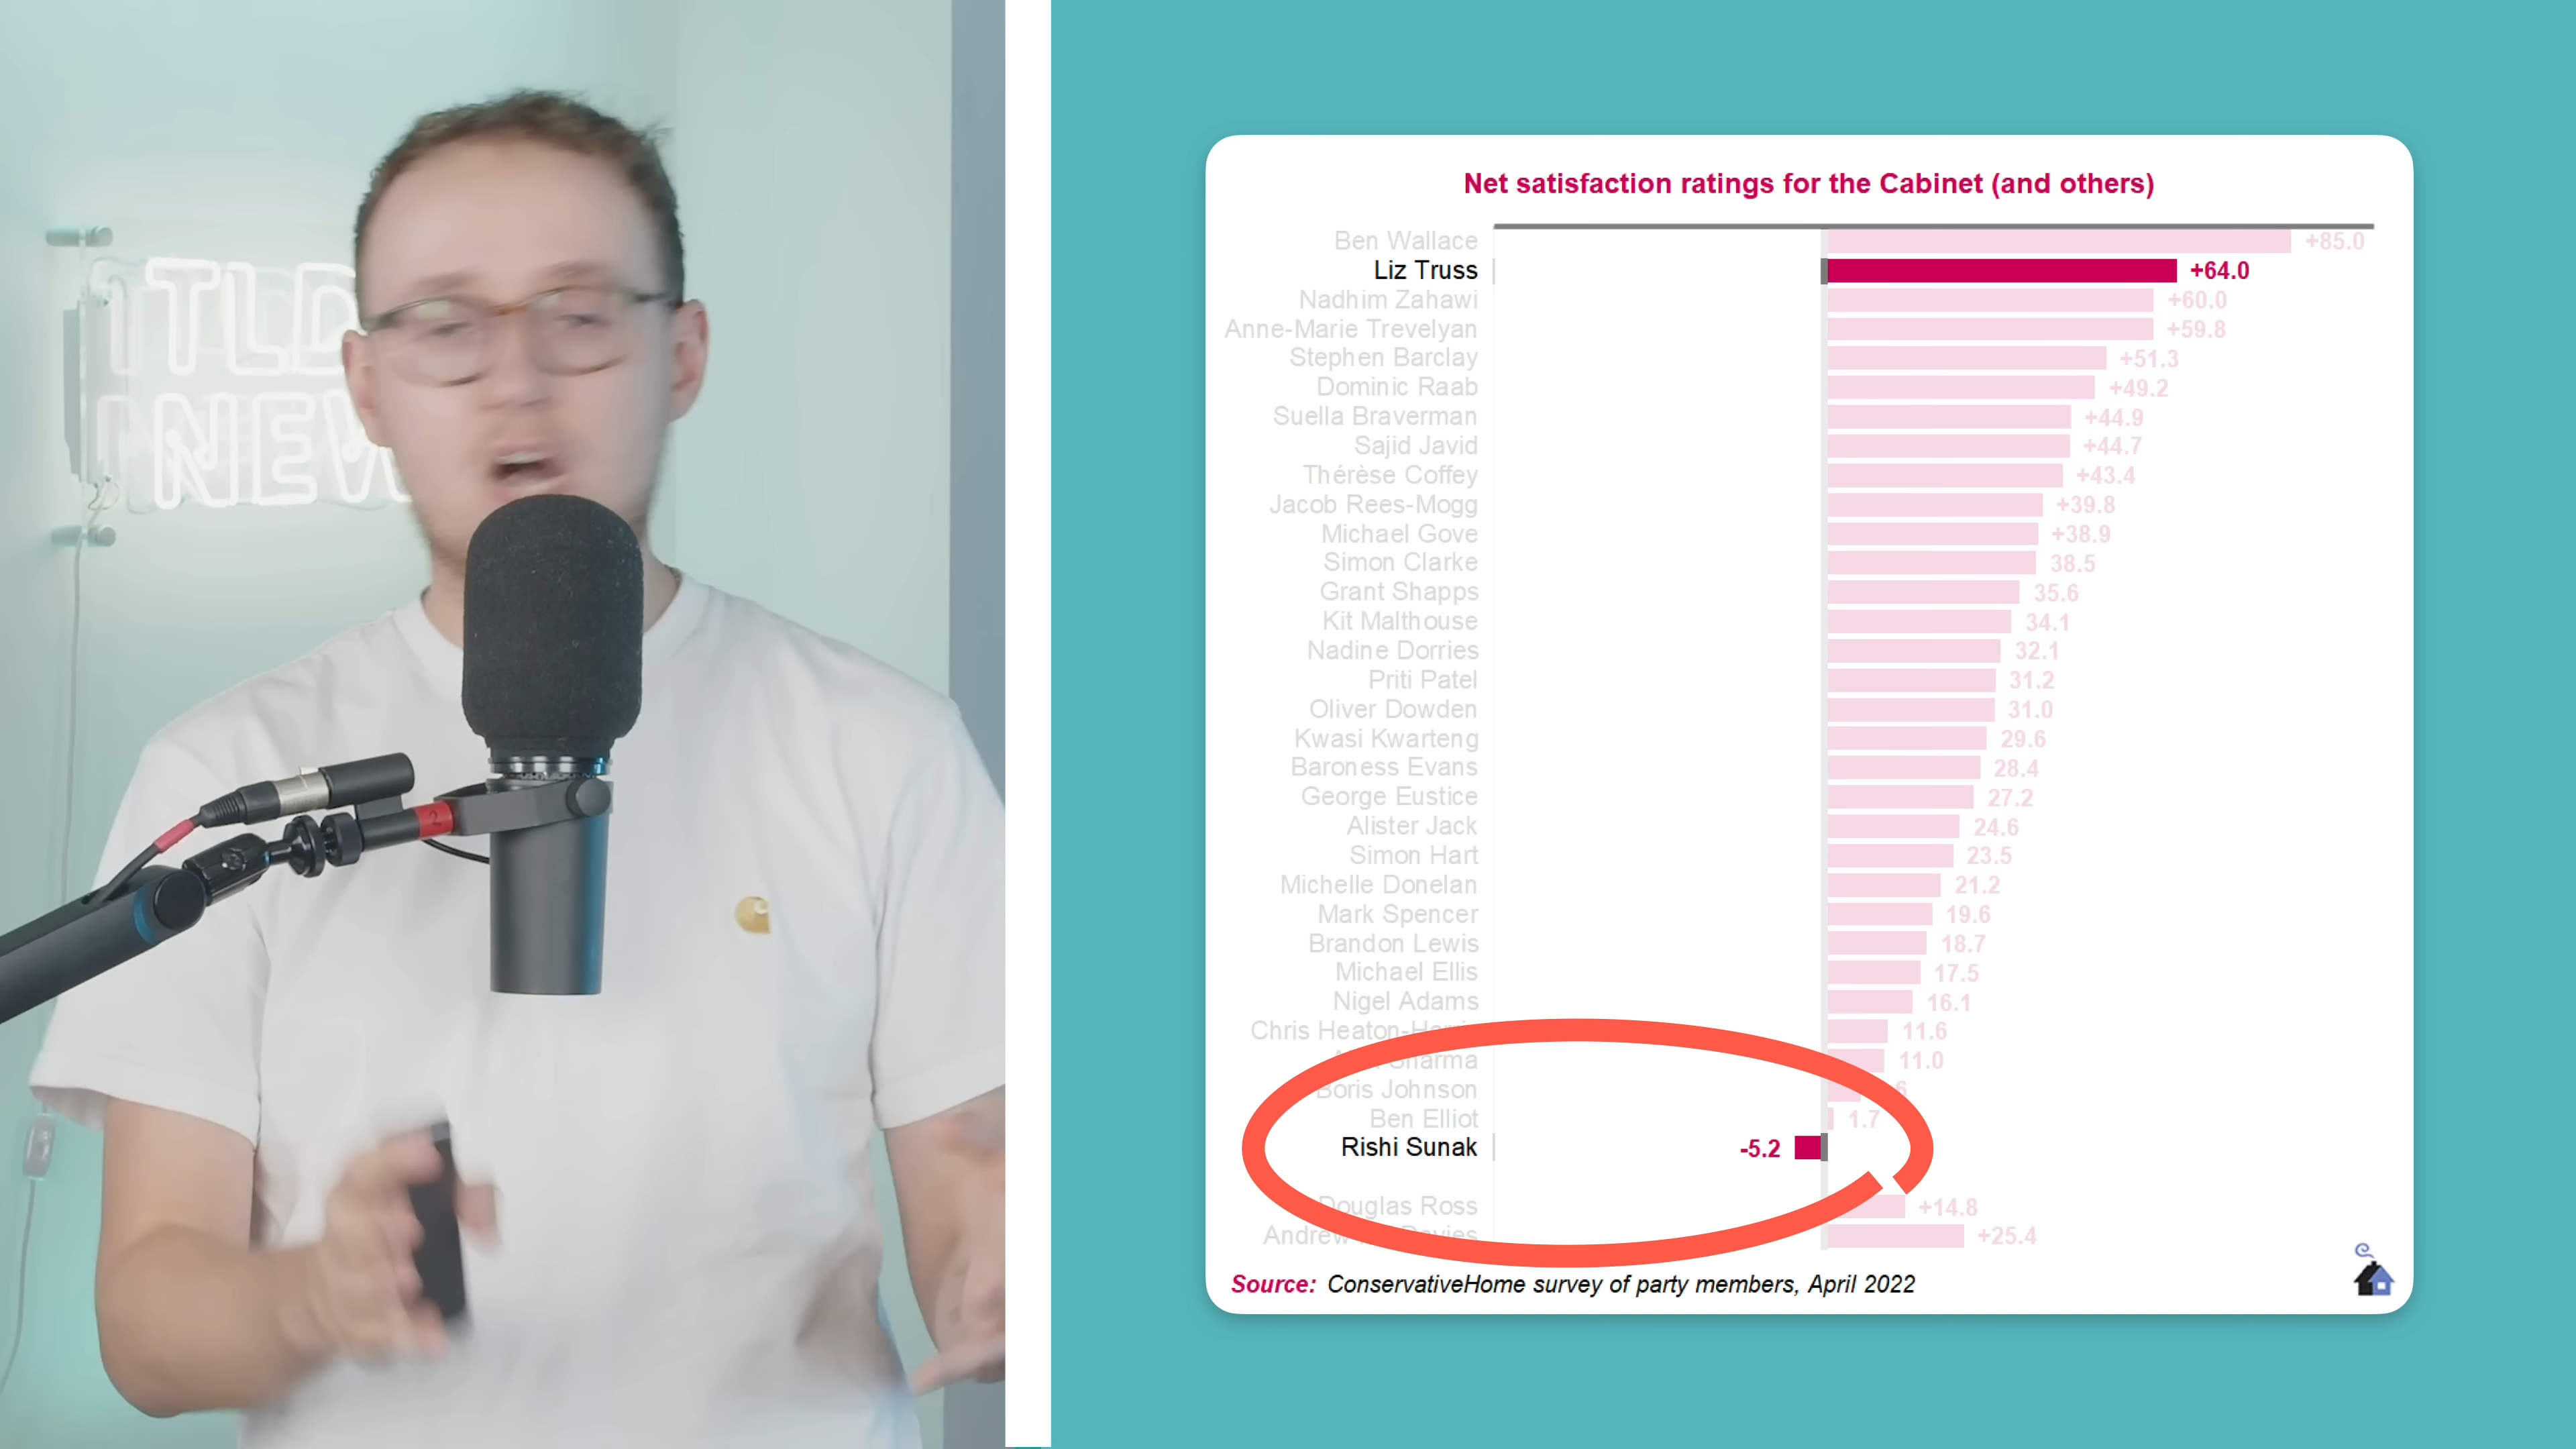 TLD
NEW
2
Net satisfaction ratings for the Cabinet (and others)
Ben Wallace +85.0
Liz Truss +64.0
Nadhim Zahawi +60.0
Anne-Marie Trevelyan +59.8
Stephen Barclay +51.3
Dominic Raab +49.2
Suella Braverman +44.9
Sajid Javid +44.7
Thérèse Coffey +43.4
Jacob Rees-Mogg +39.8
Michael Gove +38.9
Simon Clarke 38.5
Grant Shapps 35.6
Kit Malthouse 34.1
Nadine Dorries 32.1
Priti Patel 31.2
Oliver Dowden 31.0
Kwasi Kwarteng 29.6
Baroness Evans 28.4
George Eustice 27.2
Alister Jack 24.6
Simon Hart 23.5
Michelle Donelan 21.2
Mark Spencer 19.6
Brandon Lewis 18.7
Michael Ellis 17.5
Nigel Adams 16.1
Chris 11.6
Sharma 11.0
Boris Johnson
Ben Elliot 1.7
Rishi Sunak -5.2
Douglas Ross +14.8
Andrew Davies +25.4
Source: ConservativeHome survey of party members, April 2022